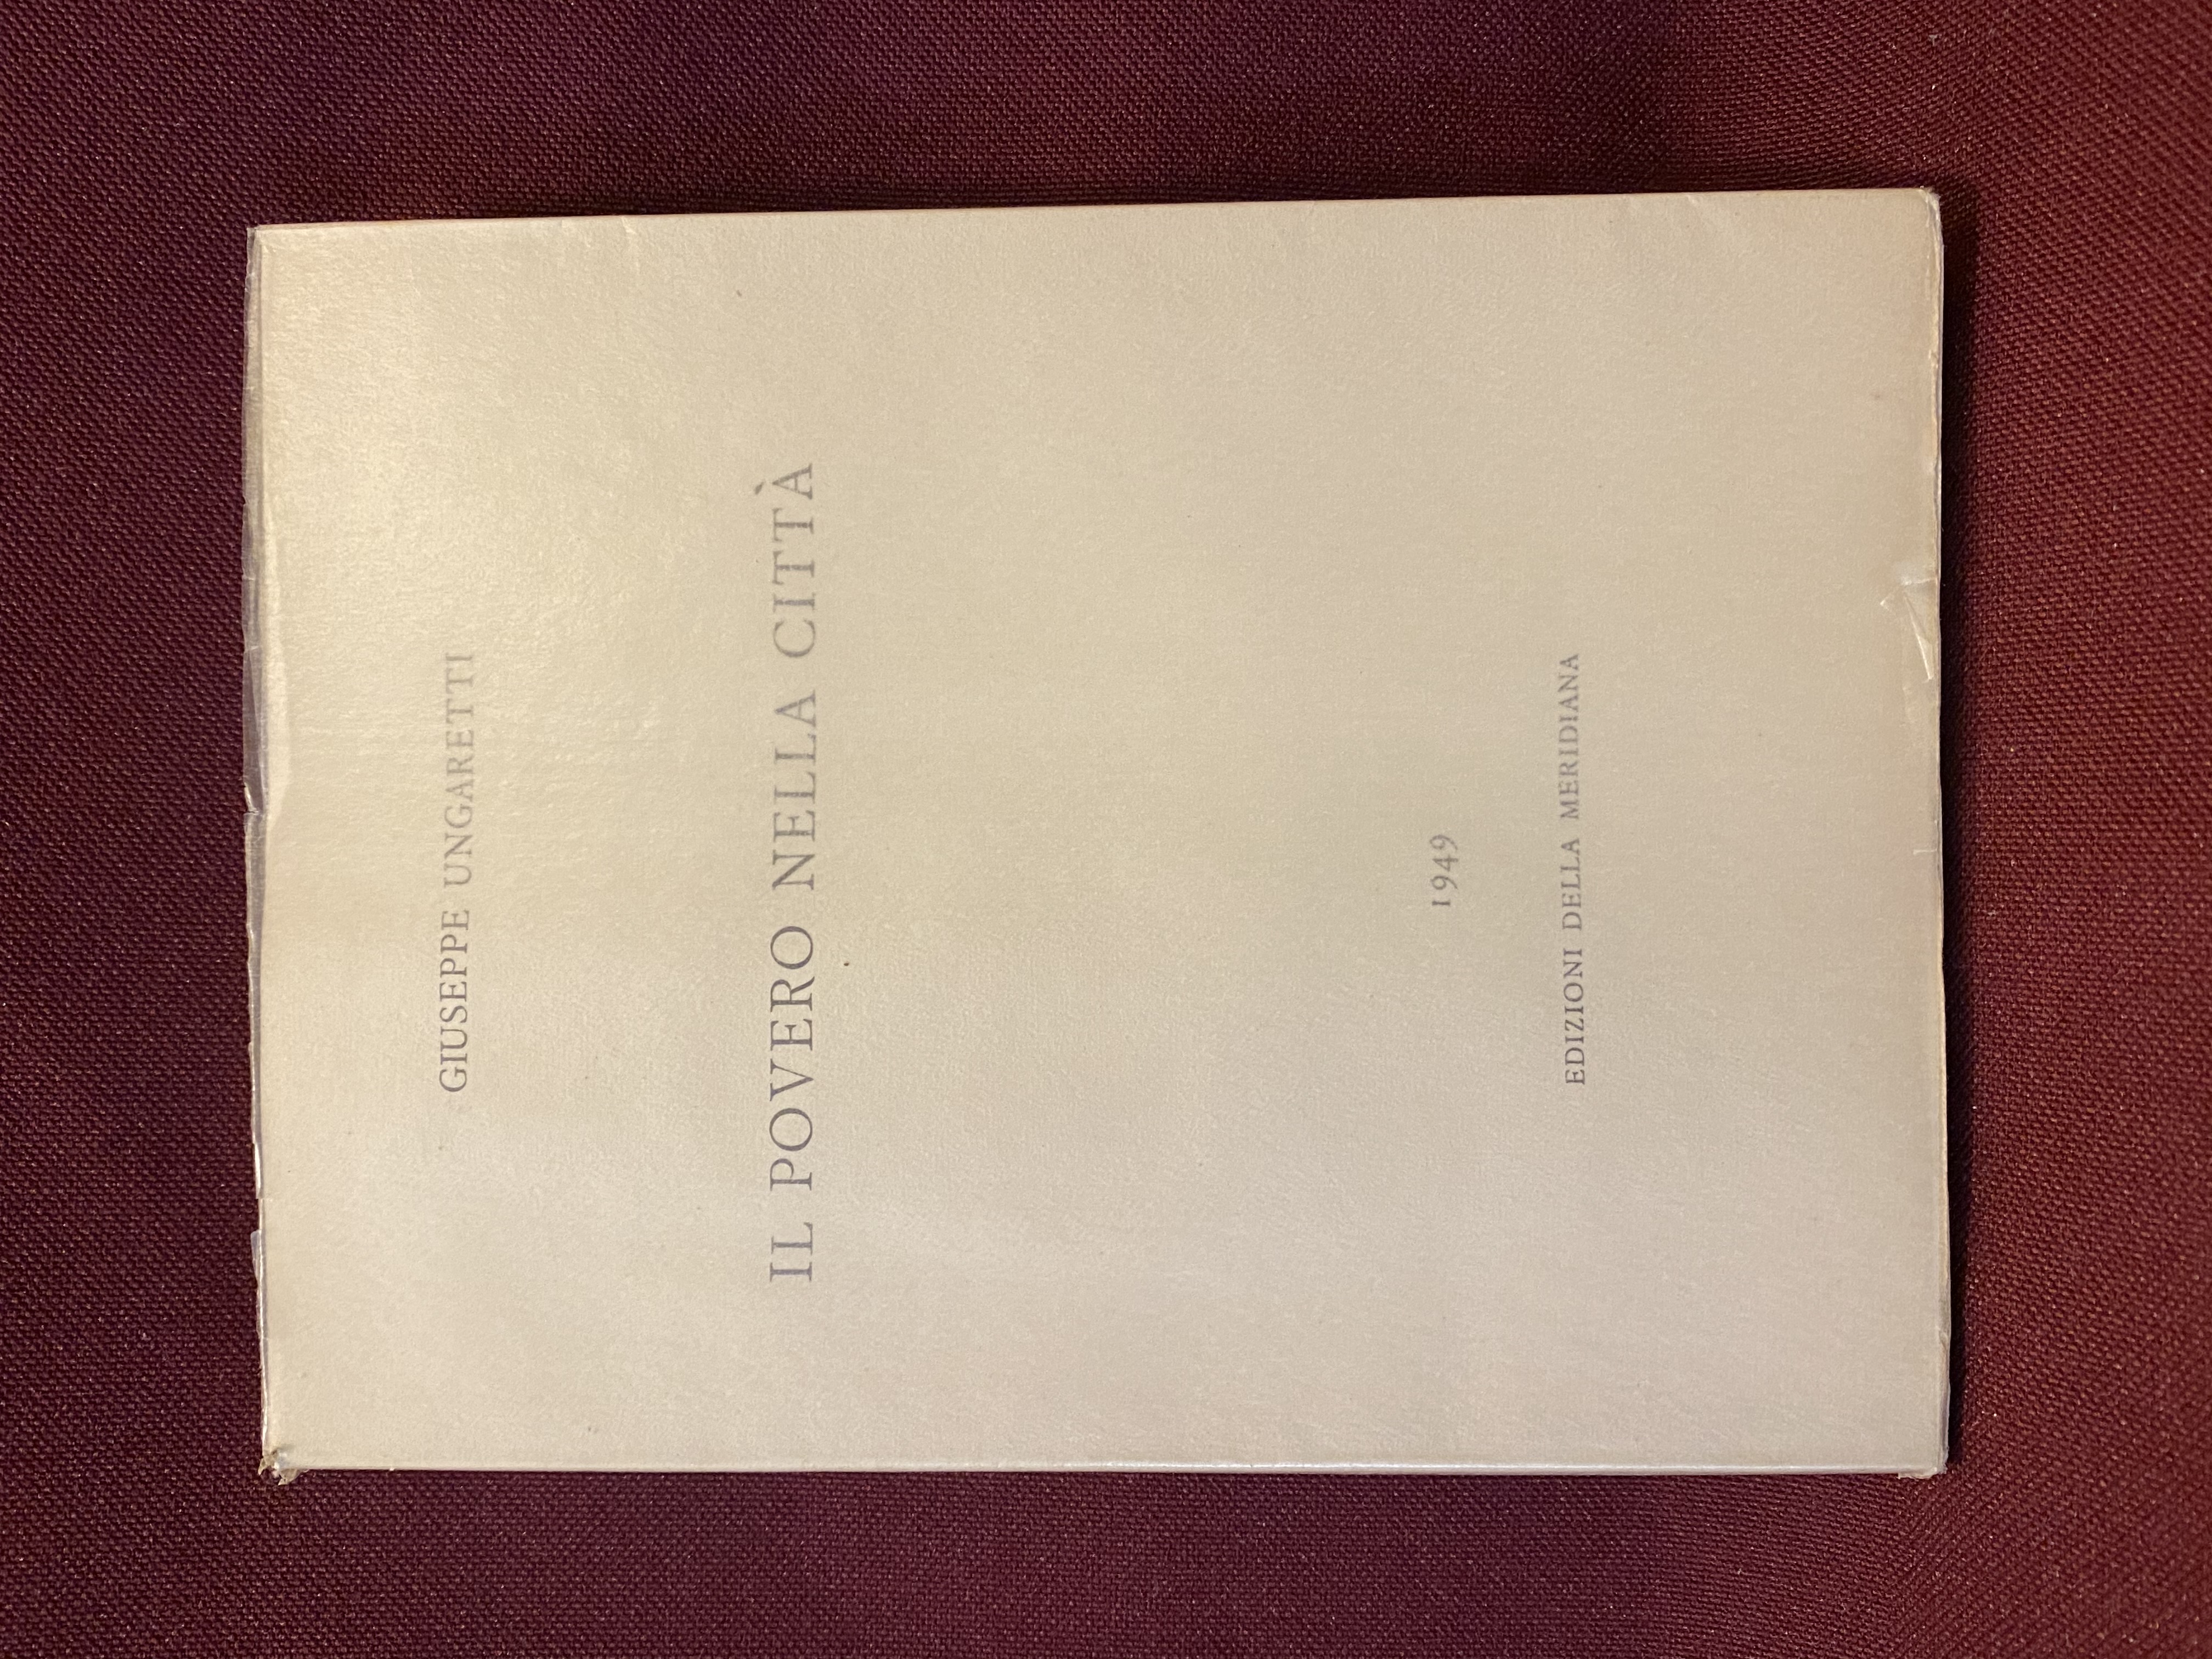 GIUSEPPE UNGARETTI
IL POVERO NELLA CITTÀ
1949
EDIZIONI DELLA MERIDIANA